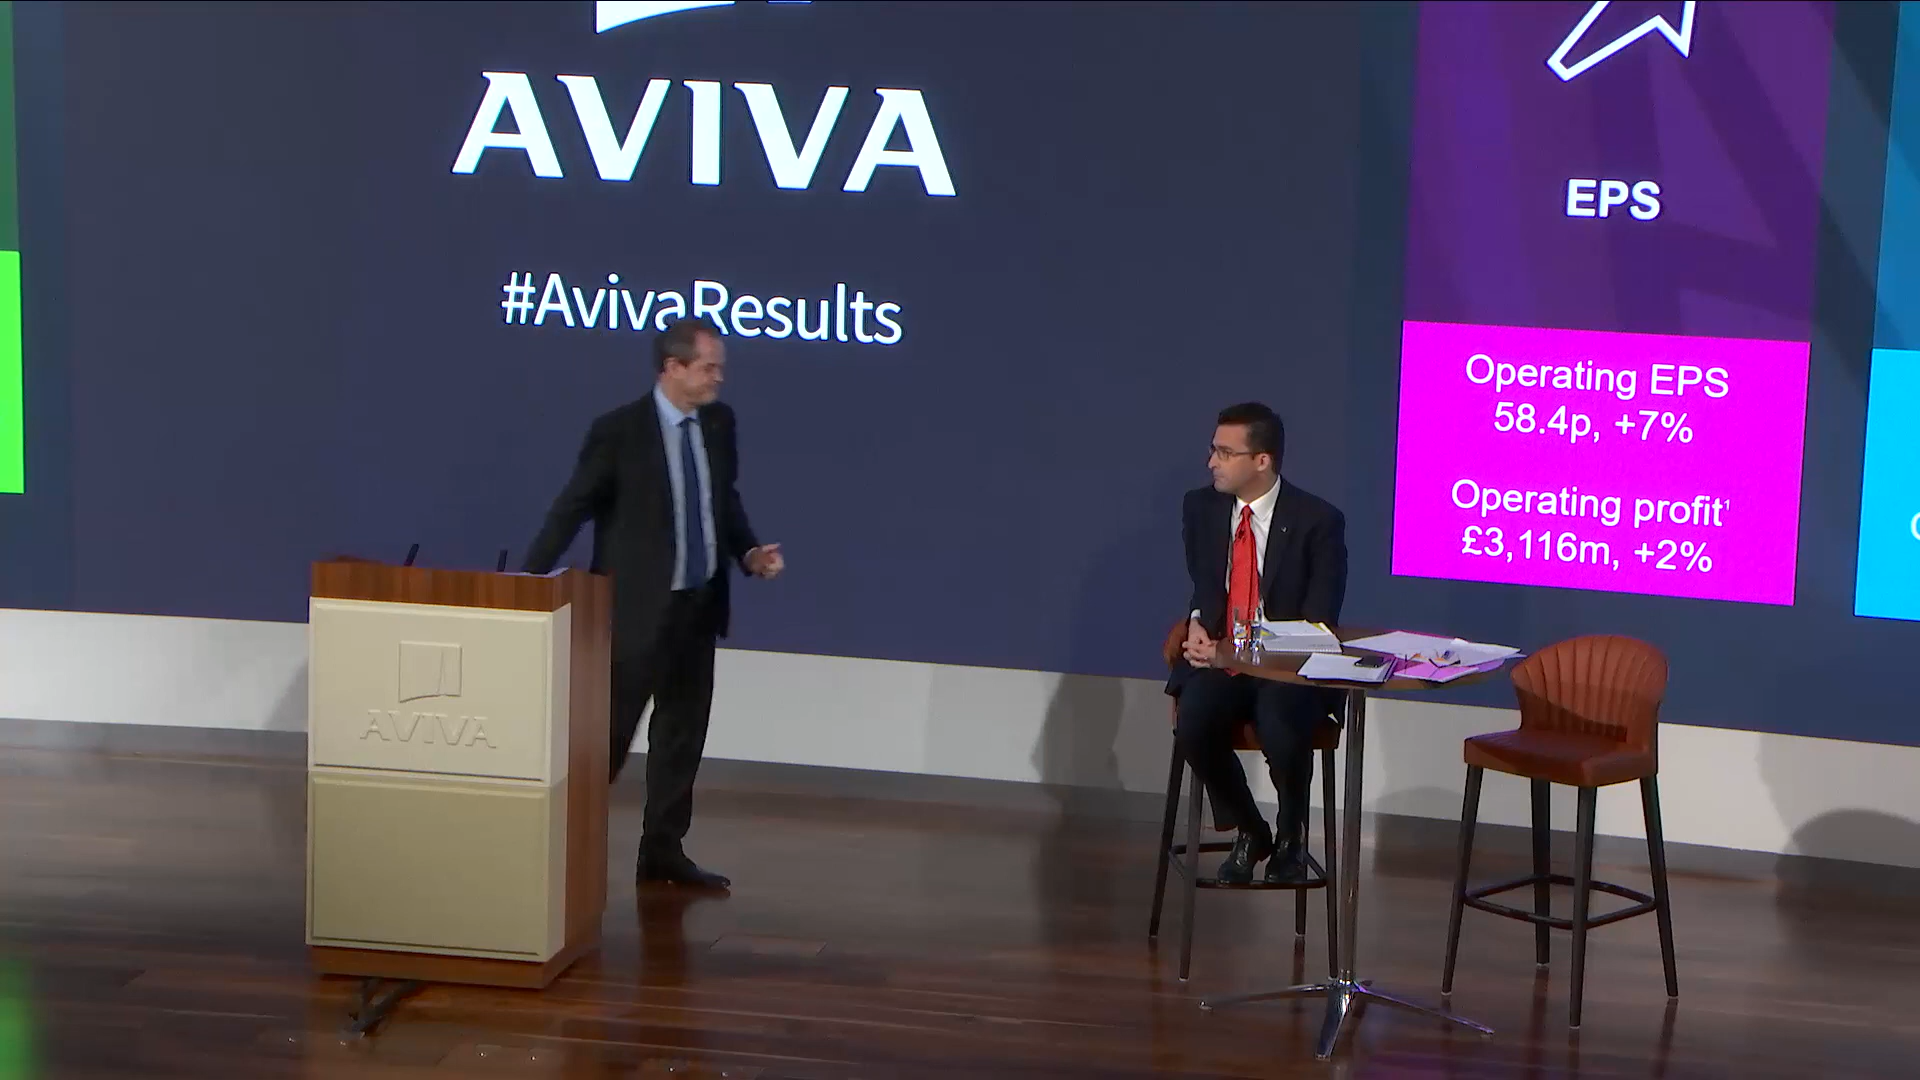 AVIVA
#AvivaResults
EPS
Operating EPS
58.4p, +7%
Operating profit¹
£3,116m, +2%
AVIVA